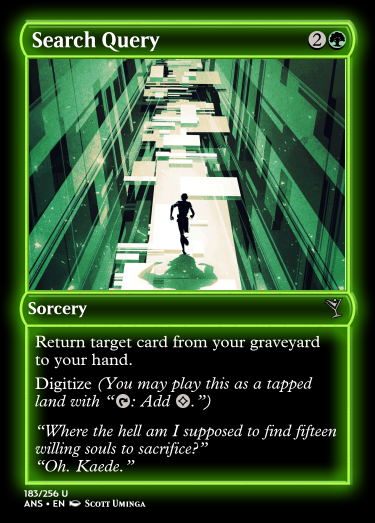 Search Query 2
Sorcery
Return target card from your graveyard
to your hand.
Digitize (You may play this as a tapped
land with “: Add .”)
“Where the hell am I supposed to find fifteen
willing souls to sacrifice?”
“Oh. Kaede.”
183/256 U
ANS • EN Scott Uminga